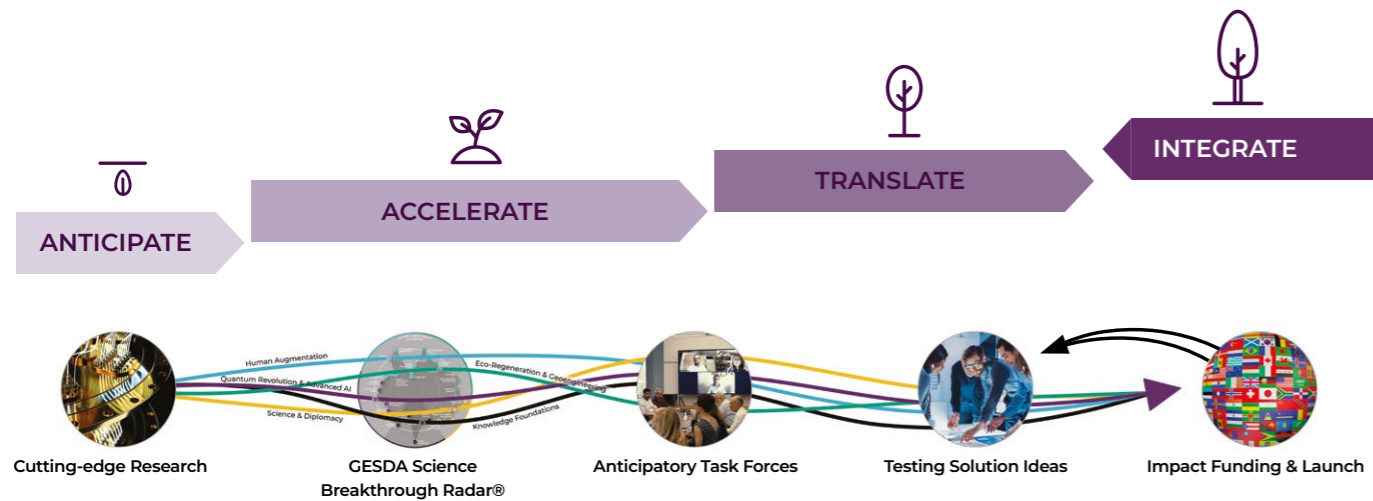 INTEGRATE
TRANSLATE
ACCELERATE
ANTICIPATE
Human Augmentation
Eco-Regeneration & Geoengineering
Quantum Revolution & Advanced AI
Science & Diplomacy
Knowledge Foundations
Cutting-edge Research
GESDA Science
Breakthrough Radar®
Anticipatory Task Forces
Testing Solution Ideas
Impact Funding & Launch